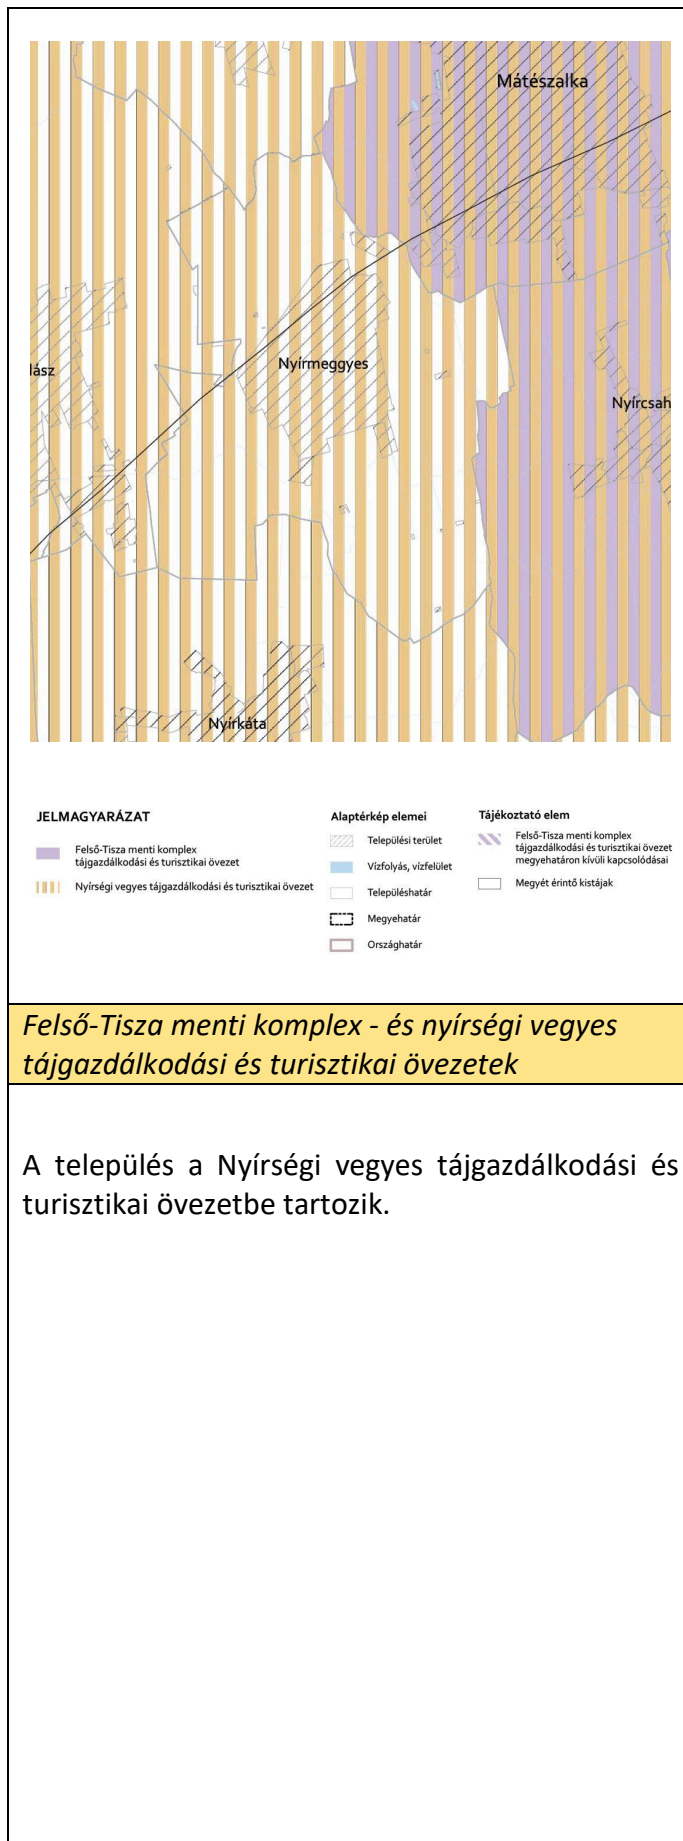 Mátészalka
Nyírmeggyes
lász
Nyírcsah
Nyírkáta
JELMAGYARÁZAT
Felső-Tisza menti komplex
tájgazdálkodási és turisztikai övezet
Nyírségi vegyes tájgazdálkodási és turisztikai övezet
Alaptérkép elemei
Települési terület
Vízfolyás, vízfelület
Településhatár
Megyehatár
Országhatár
Tájékoztató elem
Felső-Tisza menti komplex
tájgazdálkodási és turisztikai övezet
megyehatáron kívüli kapcsolódásai
Megyét érintő kistájak
Felső-Tisza menti komplex - és nyírségi vegyes
tájgazdálkodási és turisztikai övezetek
A település a Nyírségi vegyes tájgazdálkodási és
turisztikai övezetbe tartozik.